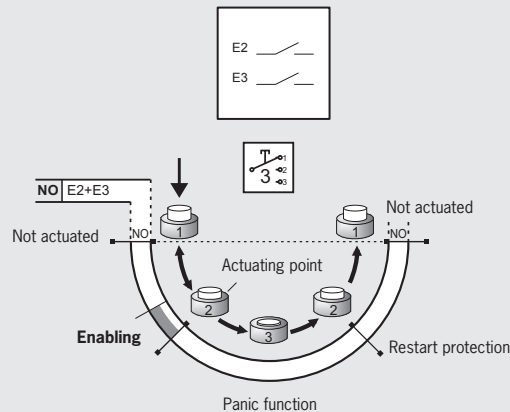 E2
E3
1
2
3
3
NO E2+E3
Not actuated
NO
1
1
Not actuated
NO
Actuating point
2
2
3
Enabling
Restart protection
Panic function